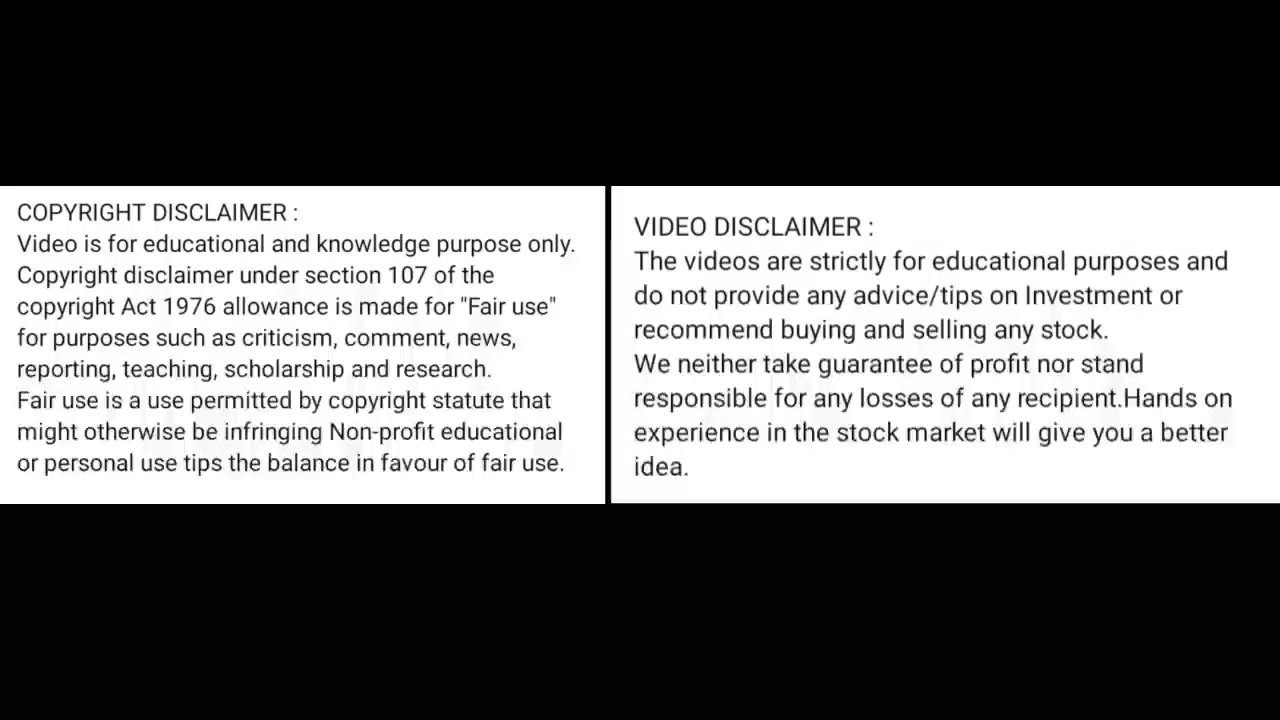 COPYRIGHT DISCLAIMER :
Video is for educational and knowledge purpose only.
Copyright disclaimer under section 107 of the
copyright Act 1976 allowance is made for "Fair use"
for purposes such as criticism, comment, news,
reporting, teaching, scholarship and research.
Fair use is a use permitted by copyright statute that
might otherwise be infringing Non-profit educational
or personal use tips the balance in favour of fair use.
VIDEO DISCLAIMER :
The videos are strictly for educational purposes and
do not provide any advice/tips on Investment or
recommend buying and selling any stock.
We neither take guarantee of profit nor stand
responsible for any losses of any recipient.Hands on
experience in the stock market will give you a better
idea.